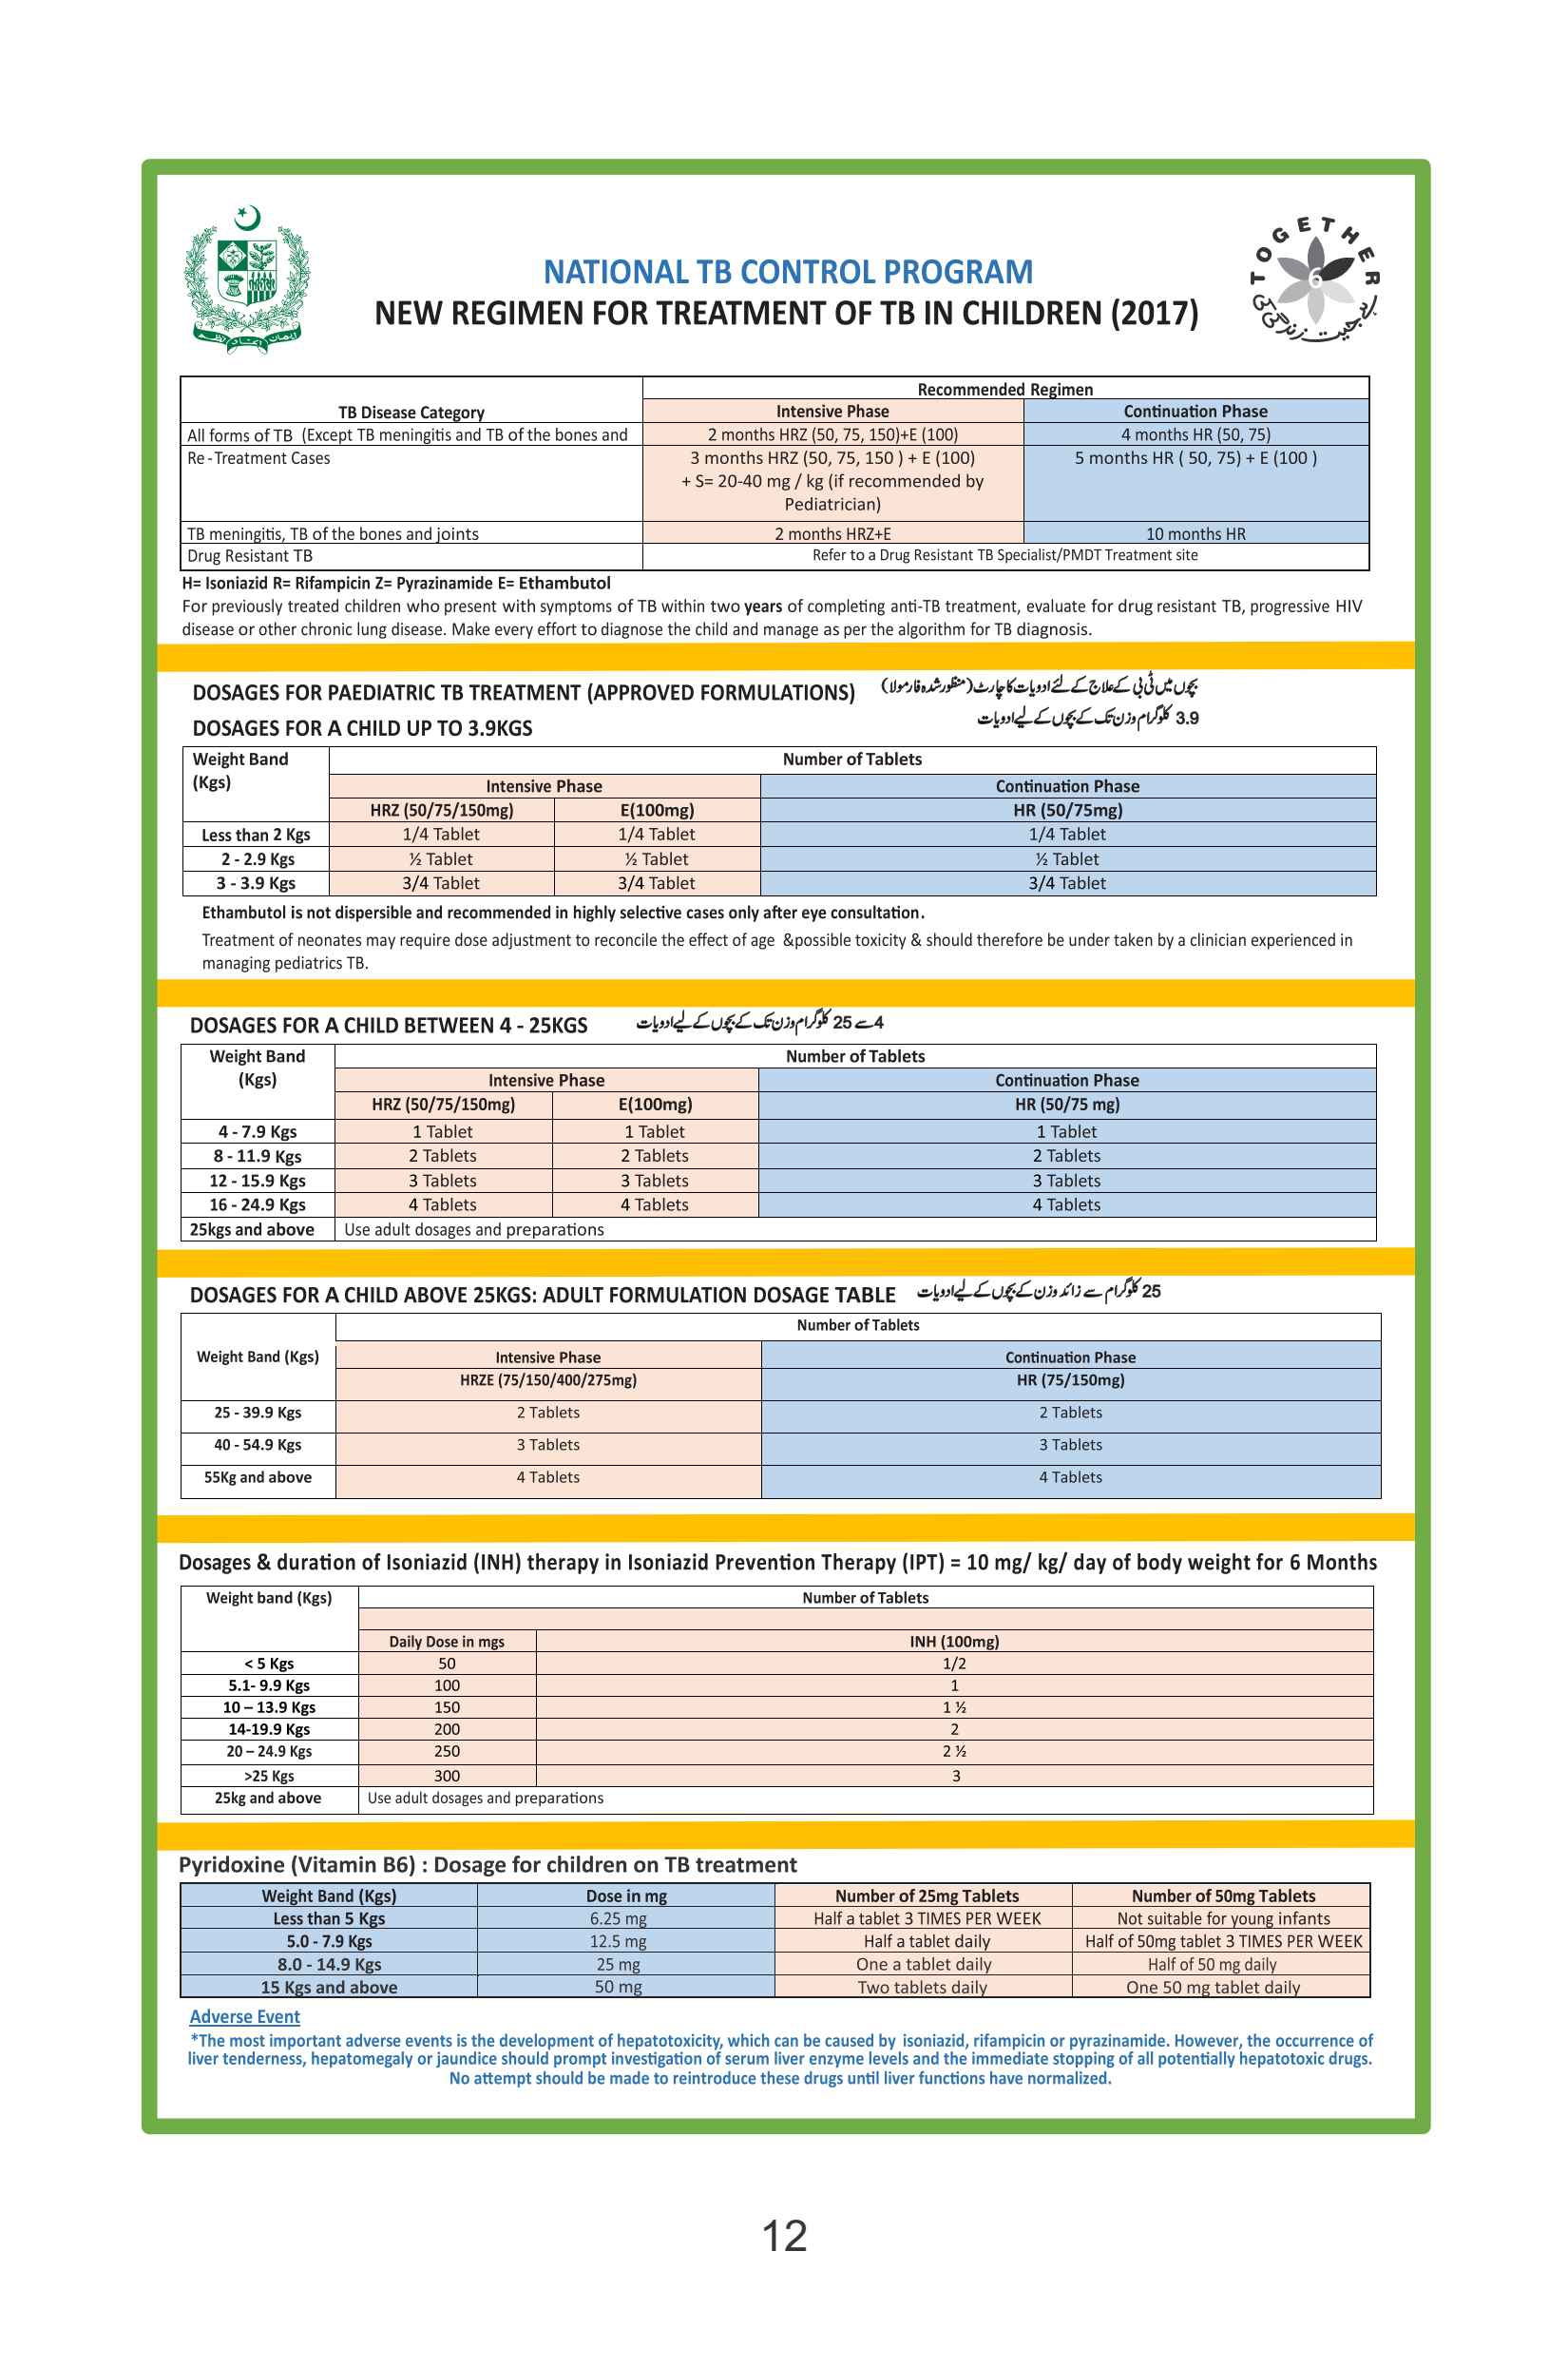 TOGETHER
6
بے جیت زندگی
NATIONAL TB CONTROL PROGRAM
NEW REGIMEN FOR TREATMENT OF TB IN CHILDREN (2017)
TB Disease Category Recommended Regimen
Intensive Phase Continuation Phase
All forms of TB (Except TB meningitis and TB of the bones and 2 months HRZ (50, 75, 150)+E (100) 4 months HR (50, 75)
Re-Treatment Cases 3 months HRZ (50, 75, 150 ) + E (100) 5 months HR ( 50, 75) + E (100 )
+ S= 20-40 mg / kg (if recommended by
Pediatrician)
TB meningitis, TB of the bones and joints 2 months HRZ+E 10 months HR
Drug Resistant TB Refer to a Drug Resistant TB Specialist/PMDT Treatment site
H= Isoniazid R= Rifampicin Z= Pyrazinamide E= Ethambutol
For previously treated children who present with symptoms of TB within two years of completing anti-TB treatment, evaluate for drug resistant TB, progressive HIV
disease or other chronic lung disease. Make every effort to diagnose the child and manage as per the algorithm for TB diagnosis.
DOSAGES FOR PAEDIATRIC TB TREATMENT (APPROVED FORMULATIONS) بچوں میں ٹی بی کے علاج کے لئے ادویات کا چارٹ (منظور شدہ فارمولا)
DOSAGES FOR A CHILD UP TO 3.9KGS 3.9 کلوگرام وزن تک کے بچوں کے لیے ادویات
Weight Band Number of Tablets
(Kgs) Intensive Phase Continuation Phase
HRZ (50/75/150mg) E(100mg) HR (50/75mg)
Less than 2 Kgs 1/4 Tablet 1/4 Tablet 1/4 Tablet
2 - 2.9 Kgs ½ Tablet ½ Tablet ½ Tablet
3 - 3.9 Kgs 3/4 Tablet 3/4 Tablet 3/4 Tablet
Ethambutol is not dispersible and recommended in highly selective cases only after eye consultation.
Treatment of neonates may require dose adjustment to reconcile the effect of age &possible toxicity & should therefore be under taken by a clinician experienced in
managing pediatrics TB.
DOSAGES FOR A CHILD BETWEEN 4 - 25KGS 4 سے 25 کلوگرام وزن تک کے بچوں کے لیے ادویات
Weight Band Number of Tablets
(Kgs) Intensive Phase Continuation Phase
HRZ (50/75/150mg) E(100mg) HR (50/75 mg)
4 - 7.9 Kgs 1 Tablet 1 Tablet 1 Tablet
8 - 11.9 Kgs 2 Tablets 2 Tablets 2 Tablets
12 - 15.9 Kgs 3 Tablets 3 Tablets 3 Tablets
16 - 24.9 Kgs 4 Tablets 4 Tablets 4 Tablets
25kgs and above Use adult dosages and preparations
DOSAGES FOR A CHILD ABOVE 25KGS: ADULT FORMULATION DOSAGE TABLE 25 کلوگرام سے زائد وزن کے بچوں کے لیے ادویات
Number of Tablets
Weight Band (Kgs) Intensive Phase Continuation Phase
HRZE (75/150/400/275mg) HR (75/150mg)
25 - 39.9 Kgs 2 Tablets 2 Tablets
40 - 54.9 Kgs 3 Tablets 3 Tablets
55Kg and above 4 Tablets 4 Tablets
Dosages & duration of Isoniazid (INH) therapy in Isoniazid Prevention Therapy (IPT) = 10 mg/ kg/ day of body weight for 6 Months
Weight band (Kgs) Number of Tablets
Daily Dose in mgs INH (100mg)
< 5 Kgs 50 1/2
5.1- 9.9 Kgs 100 1
10 – 13.9 Kgs 150 1 ½
14-19.9 Kgs 200 2
20 – 24.9 Kgs 250 2 ½
>25 Kgs 300 3
25kg and above Use adult dosages and preparations
Pyridoxine (Vitamin B6) : Dosage for children on TB treatment
Weight Band (Kgs) Dose in mg Number of 25mg Tablets Number of 50mg Tablets
Less than 5 Kgs 6.25 mg Half a tablet 3 TIMES PER WEEK Not suitable for young infants
5.0 - 7.9 Kgs 12.5 mg Half a tablet daily Half of 50mg tablet 3 TIMES PER WEEK
8.0 - 14.9 Kgs 25 mg One a tablet daily Half of 50 mg daily
15 Kgs and above 50 mg Two tablets daily One 50 mg tablet daily
Adverse Event
*The most important adverse events is the development of hepatotoxicity, which can be caused by isoniazid, rifampicin or pyrazinamide. However, the occurrence of
liver tenderness, hepatomegaly or jaundice should prompt investigation of serum liver enzyme levels and the immediate stopping of all potentially hepatotoxic drugs.
No attempt should be made to reintroduce these drugs until liver functions have normalized.
12